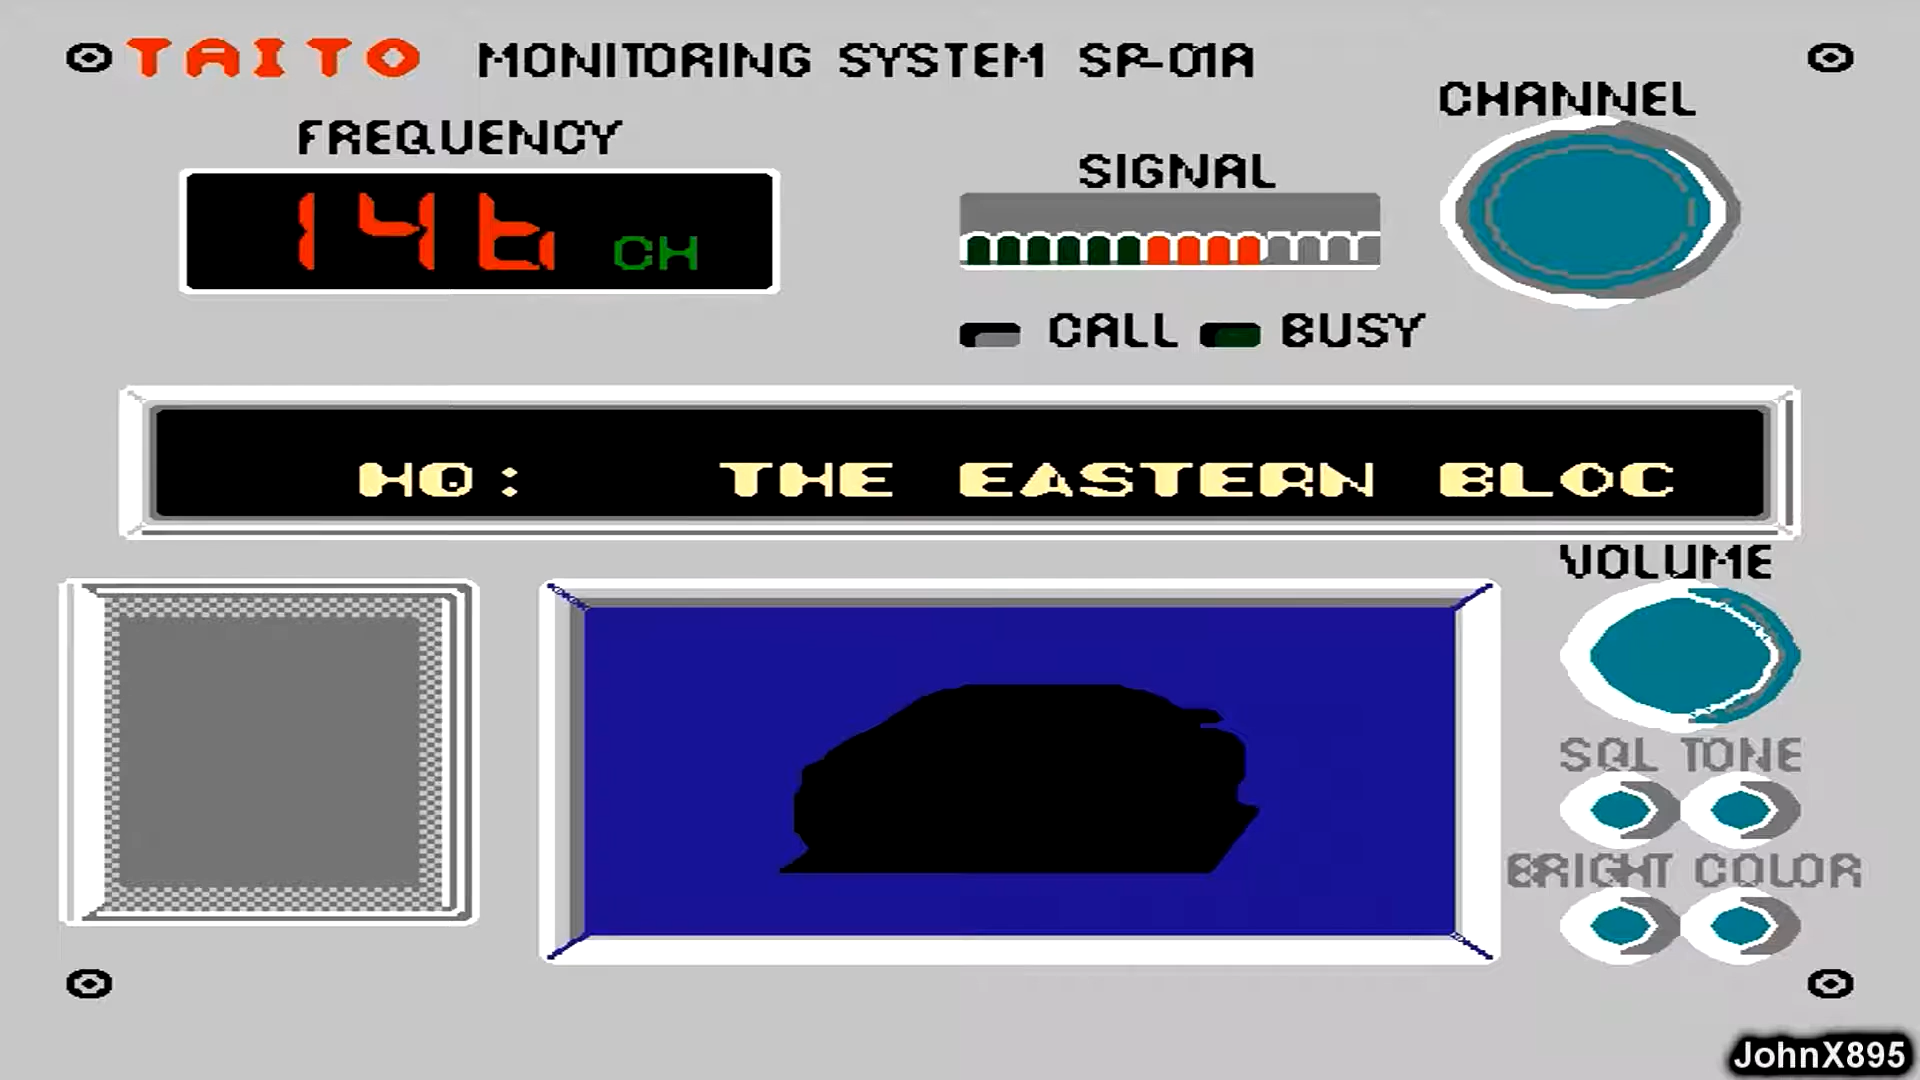 TAITO MONITORING SYSTEM SP-01A
CHANNEL
FREQUENCY
SIGNAL
146 CH
CALL BUSY
HQ: THE EASTERN BLOC
VOLUME
SQL TONE
BRIGHT COLOR
JohnX895